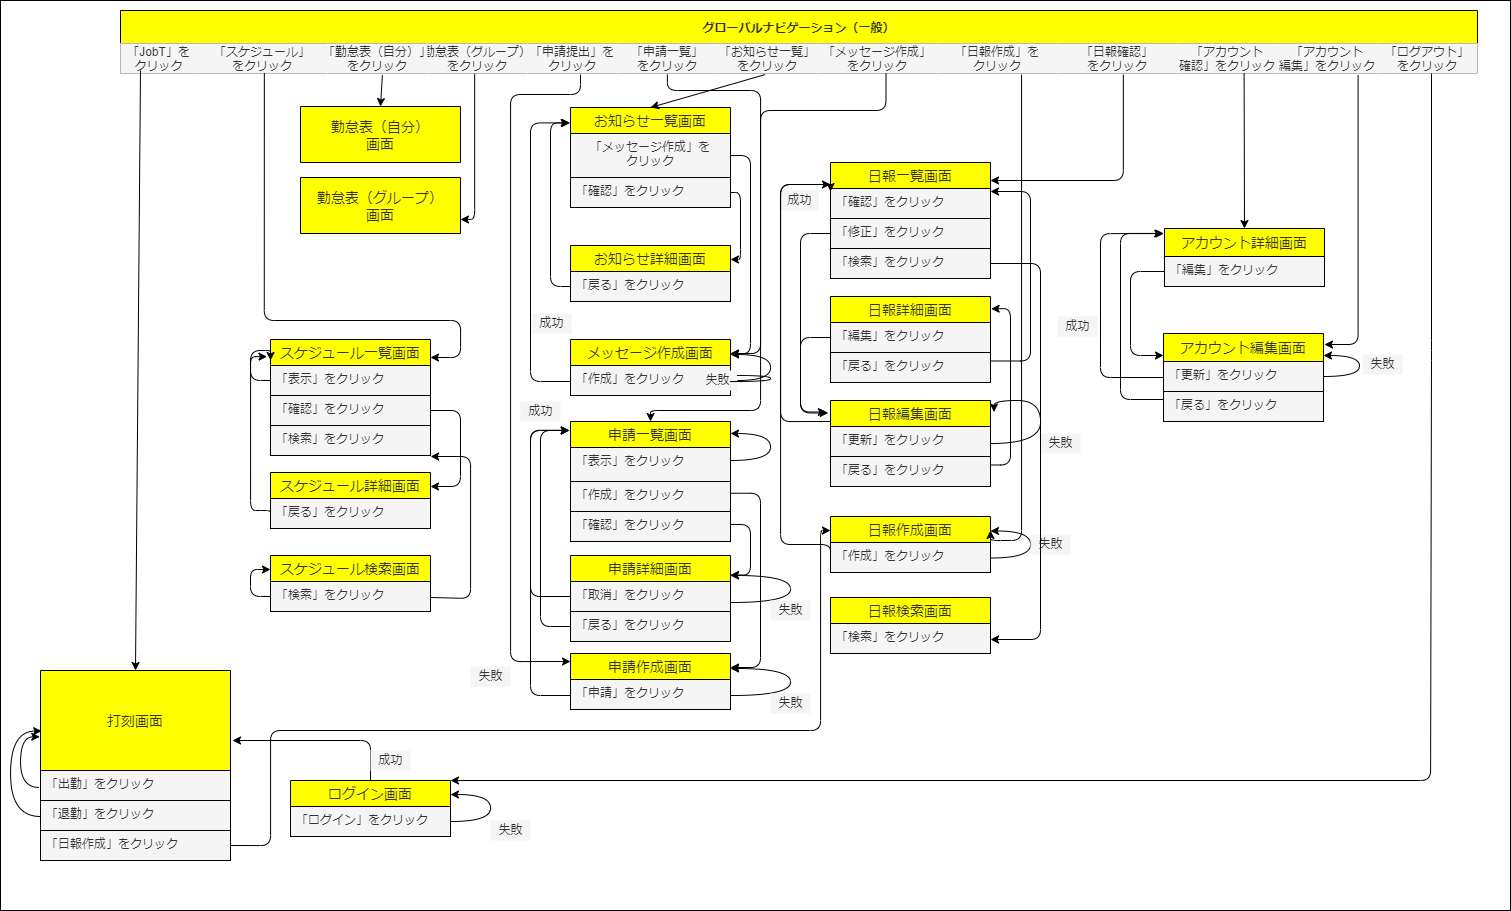 グローバルナビゲーション（一般）
「JobT」を
クリック
「スケジュール」
をクリック
「勤怠表（自分）」
をクリック
勤怠表（グループ）
をクリック
「申請提出」を
クリック
「申請一覧」
をクリック
「お知らせ一覧」
をクリック
「メッセージ作成」
をクリック
「日報作成」を
クリック
「日報確認」
をクリック
「アカウント
確認」をクリック
「アカウント
編集」をクリック
「ログアウト」
をクリック
勤怠表（自分）
画面
勤怠表（グループ）
画面
お知らせ一覧画面
「メッセージ作成」を
クリック
「確認」をクリック
お知らせ詳細画面
「戻る」をクリック
成功
メッセージ作成画面
「作成」をクリック
失敗
スケジュール一覧画面
「表示」をクリック
「確認」をクリック
「検索」をクリック
スケジュール詳細画面
「戻る」をクリック
スケジュール検索画面
「検索」をクリック
成功
申請一覧画面
「表示」をクリック
「作成」をクリック
「確認」をクリック
申請詳細画面
「取消」をクリック
「戻る」をクリック
失敗
申請作成画面
「申請」をクリック
失敗
失敗
成功
日報一覧画面
「確認」をクリック
「修正」をクリック
「検索」をクリック
日報詳細画面
「編集」をクリック
「戻る」をクリック
日報編集画面
「更新」をクリック
「戻る」をクリック
失敗
日報作成画面
「作成」をクリック
失敗
日報検索画面
「検索」をクリック
アカウント詳細画面
「編集」をクリック
成功
アカウント編集画面
「更新」をクリック
「戻る」をクリック
失敗
打刻画面
「出勤」をクリック
「退勤」をクリック
「日報作成」をクリック
成功
ログイン画面
「ログイン」をクリック
失敗